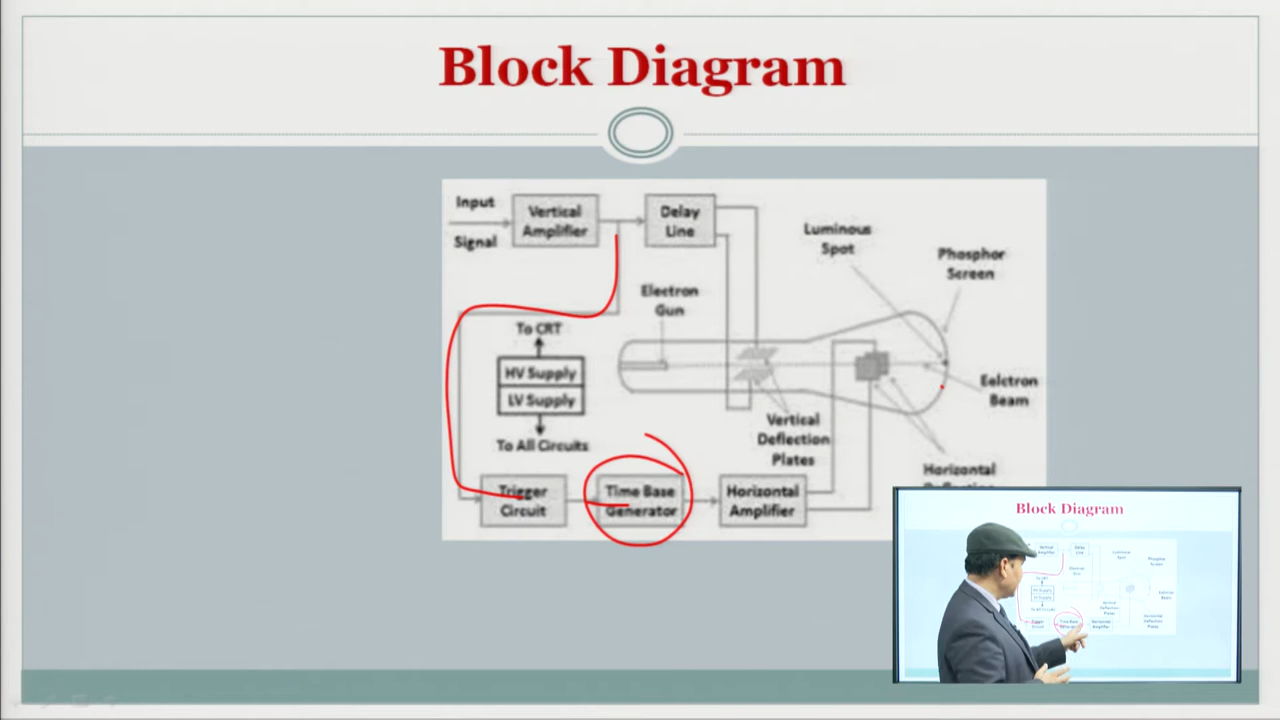 Block Diagram
Input
Signal
Vertical
Amplifier
Delay
Line
Luminous
Spot
Phosphor
Screen
Electron
Gun
To CRT
HV Supply
LV Supply
To All Circuits
Eelctron
Beam
Vertical
Deflection
Plates
Horizontal
Trigger
Circuit
Time Base
Generator
Horizontal
Amplifier
Block Diagram